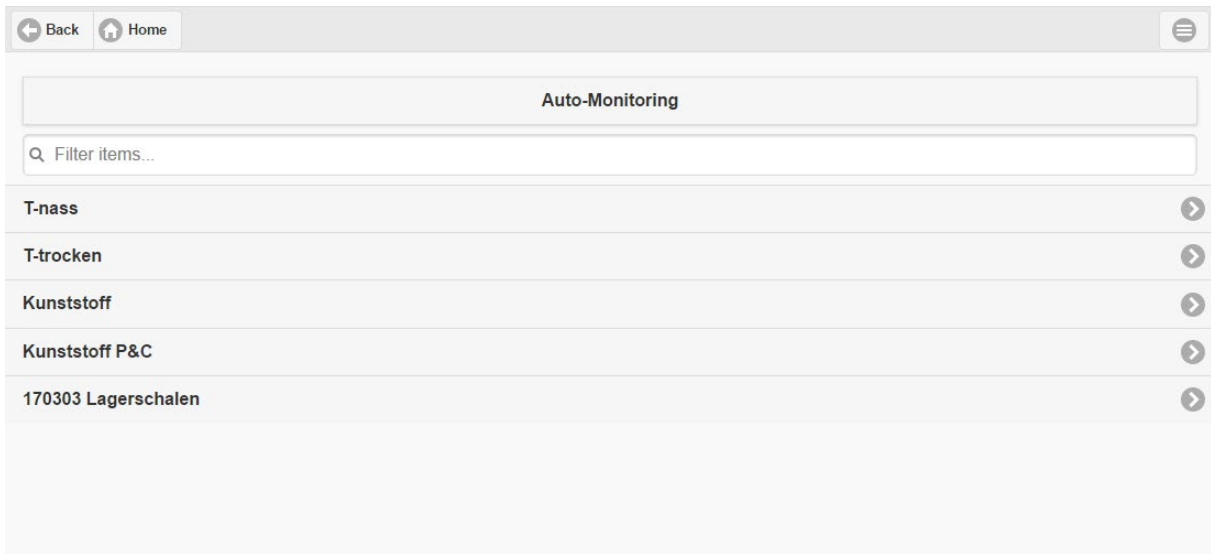 Back Home
Auto-Monitoring
Filter items...
T-nass
T-trocken
Kunststoff
Kunststoff P&C
170303 Lagerschalen